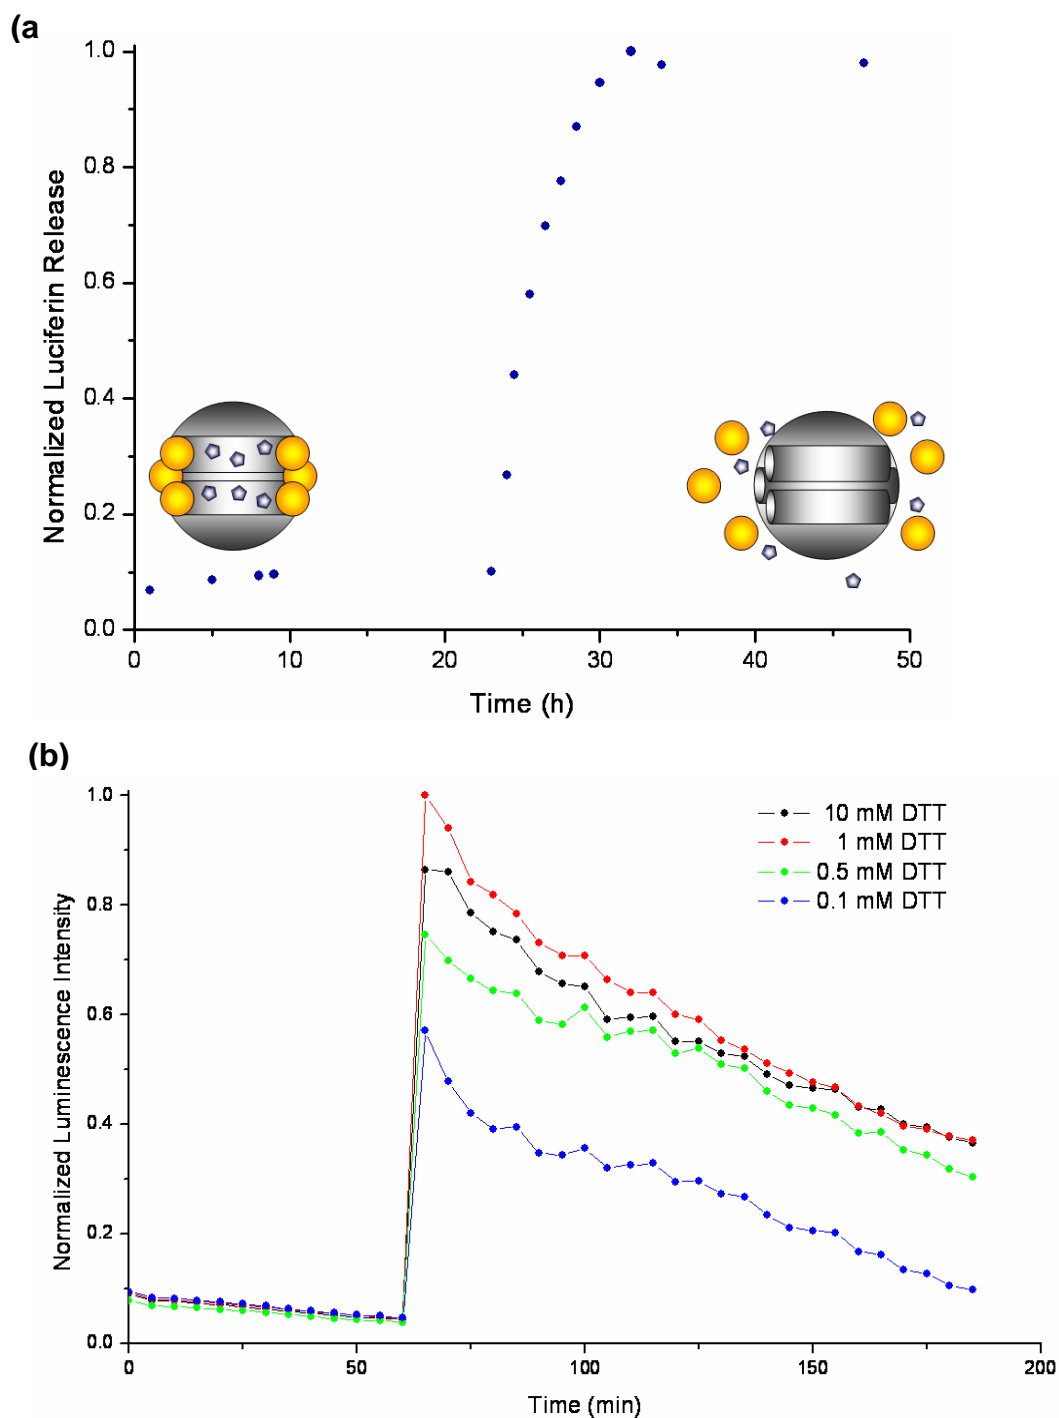 (a
1.0
0.8
0.6
0.4
0.2
0.0
Normalized Luciferin Release
0 10 20 30 40 50
Time (h)
(b)
1.0
0.8
0.6
0.4
0.2
0.0
Normalized Luminescence Intensity
10 mM DTT
1 mM DTT
0.5 mM DTT
0.1 mM DTT
0 50 100 150 200
Time (min)